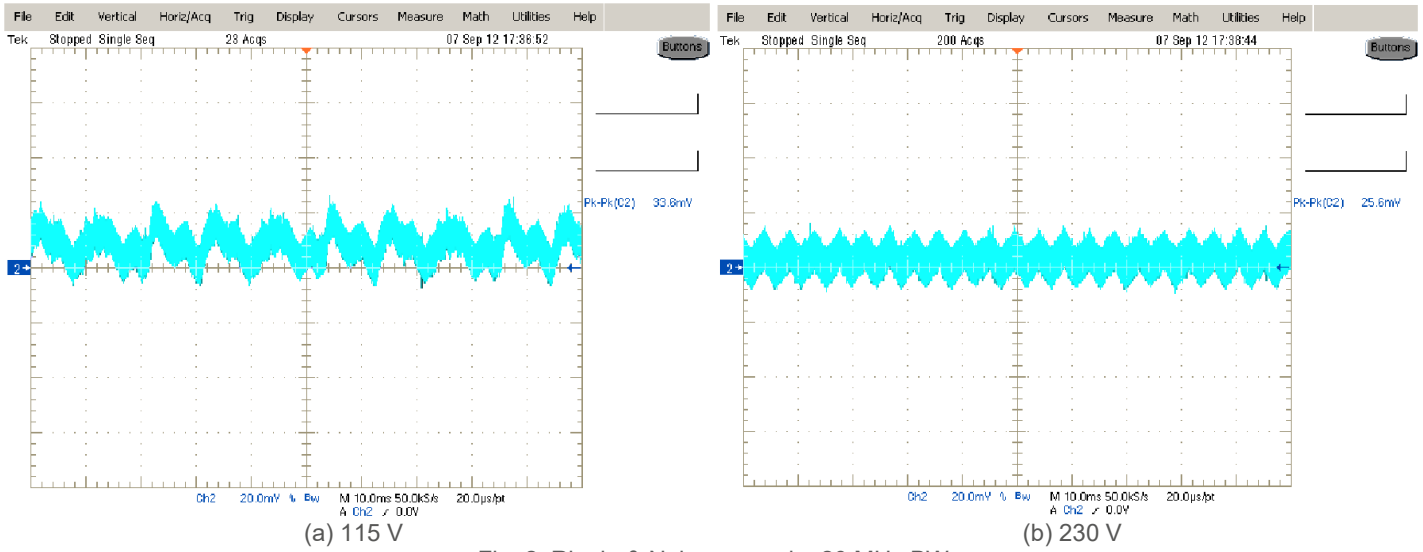 File Edit Vertical Horiz/Acq Trig Display Cursors Measure Math Utilities Help
Tek Stopped Single Seq 23 Acqs 07 Sep 12 17:36:52
Buttons
Pk-Pk(C2) 33.6mV
2
Ch2 20.0mV Bw M 10.0ms 50.0kS/s 20.0µs/pt
A Ch2 0.0V
(a) 115 V
File Edit Vertical Horiz/Acq Trig Display Cursors Measure Math Utilities Help
Tek Stopped Single Seq 200 Acqs 07 Sep 12 17:38:44
Buttons
Pk-Pk(C2) 25.6mV
2
Ch2 20.0mV Bw M 10.0ms 50.0kS/s 20.0µs/pt
A Ch2 0.0V
(b) 230 V